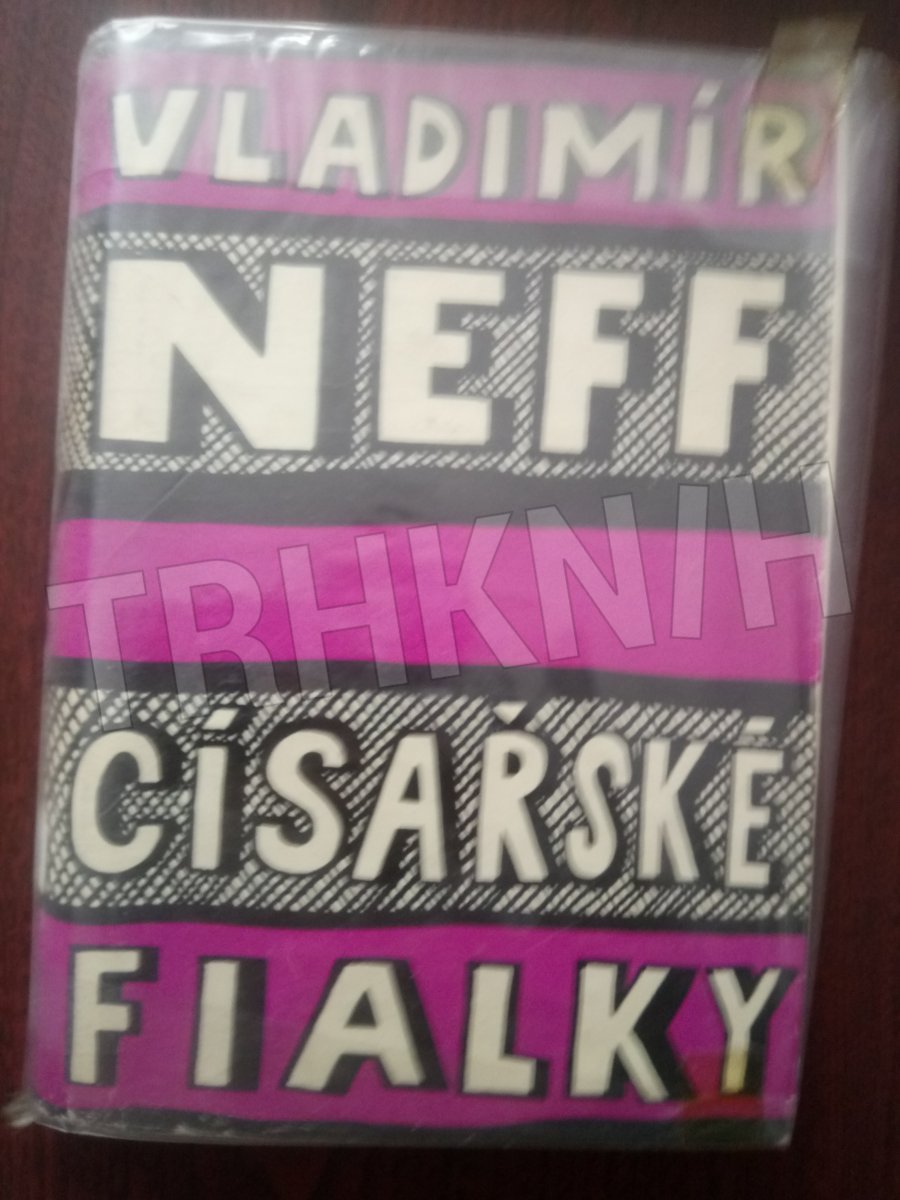 VLADIMÍR
NEFF
TRHKNIH
CÍSAŘSKÉ
FIALKY